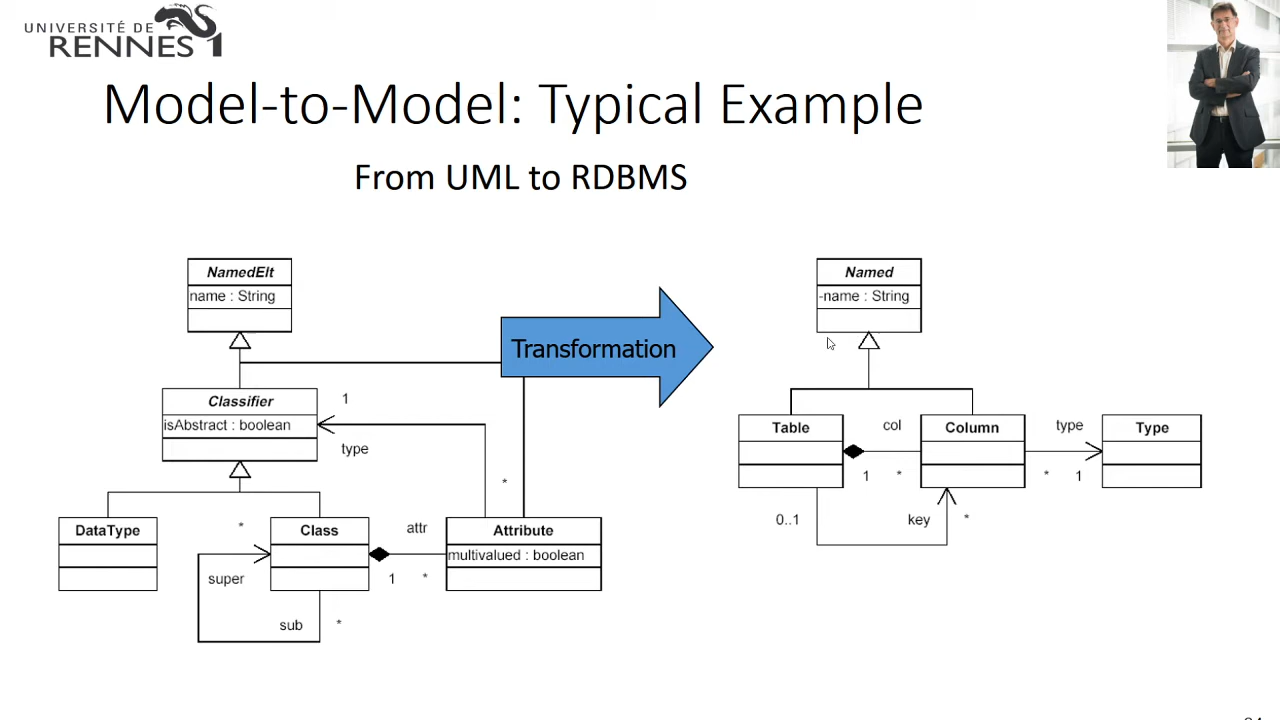 UNIVERSITÉ DE
RENNES 1
Model-to-Model: Typical Example
From UML to RDBMS
NamedElt
name : String
Classifier
isAbstract : boolean
1
type
*
DataType
*
Class
attr
Attribute
multivalued : boolean
super
1
*
sub
*
Transformation
Named
-name : String
Table
col
Column
type
Type
1
*
*
1
0..1
key
*